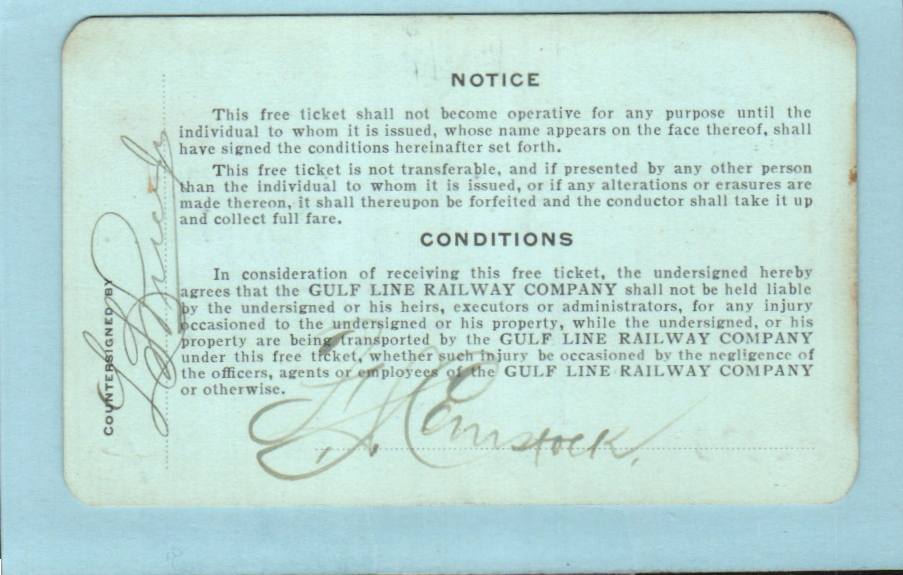 NOTICE
This free ticket shall not become operative for any purpose until the
individual to whom it is issued, whose name appears on the face thereof, shall
have signed the conditions hereinafter set forth.
This free ticket is not transferable, and if presented by any other person
than the individual to whom it is issued, or if any alterations or erasures are
made thereon, it shall thereupon be forfeited and the conductor shall take it up
and collect full fare.
CONDITIONS
In consideration of receiving this free ticket, the undersigned hereby
agrees that the GULF LINE RAILWAY COMPANY shall not be held liable
by the undersigned or his heirs, executors or administrators, for any injury
occasioned to the undersigned or his property, while the undersigned, or his
property are being transported by the GULF LINE RAILWAY COMPANY
under this free ticket, whether such injury be occasioned by the negligence of
the officers, agents or employees of the GULF LINE RAILWAY COMPANY
or otherwise.
COUNTERSIGNED BY